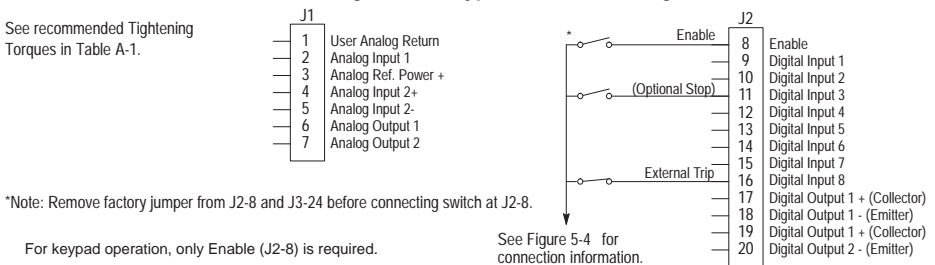 See recommended Tightening
Torques in Table A-1.
J1
1 User Analog Return
2 Analog Input 1
3 Analog Ref. Power +
4 Analog Input 2+
5 Analog Input 2-
6 Analog Output 1
7 Analog Output 2
*Note: Remove factory jumper from J2-8 and J3-24 before connecting switch at J2-8.
For keypad operation, only Enable (J2-8) is required.
*
Enable
(Optional Stop)
External Trip
See Figure 5-4 for
connection information.
J2
8 Enable
9 Digital Input 1
10 Digital Input 2
11 Digital Input 3
12 Digital Input 4
13 Digital Input 5
14 Digital Input 6
15 Digital Input 7
16 Digital Input 8
17 Digital Output 1 + (Collector)
18 Digital Output 1 - (Emitter)
19 Digital Output 1 + (Collector)
20 Digital Output 2 - (Emitter)